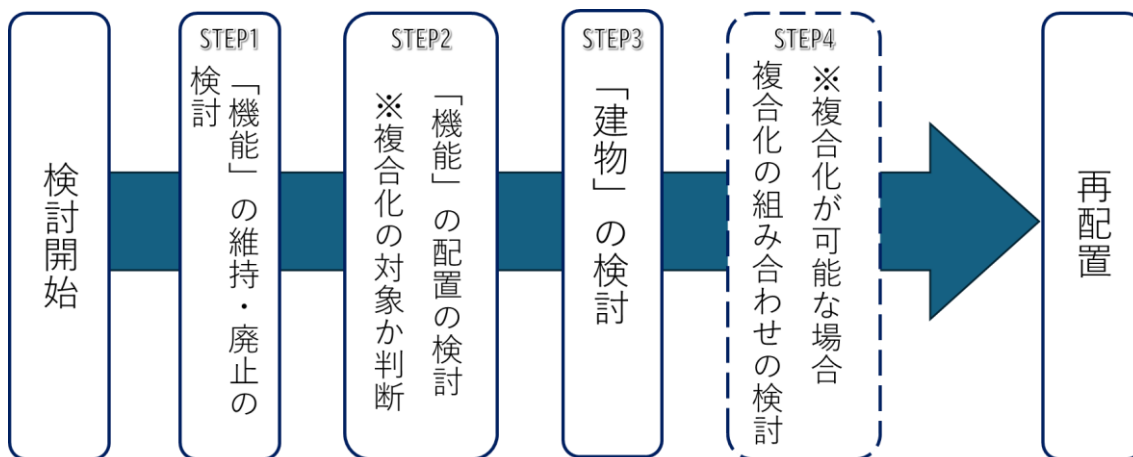 検討開始
STEP1
「機能」の維持・廃止の
検討
STEP2
「機能」の配置の検討
※複合化の対象か判断
STEP3
「建物」の検討
STEP4
※複合化が可能な場合
複合化の組み合わせの検討
再配置